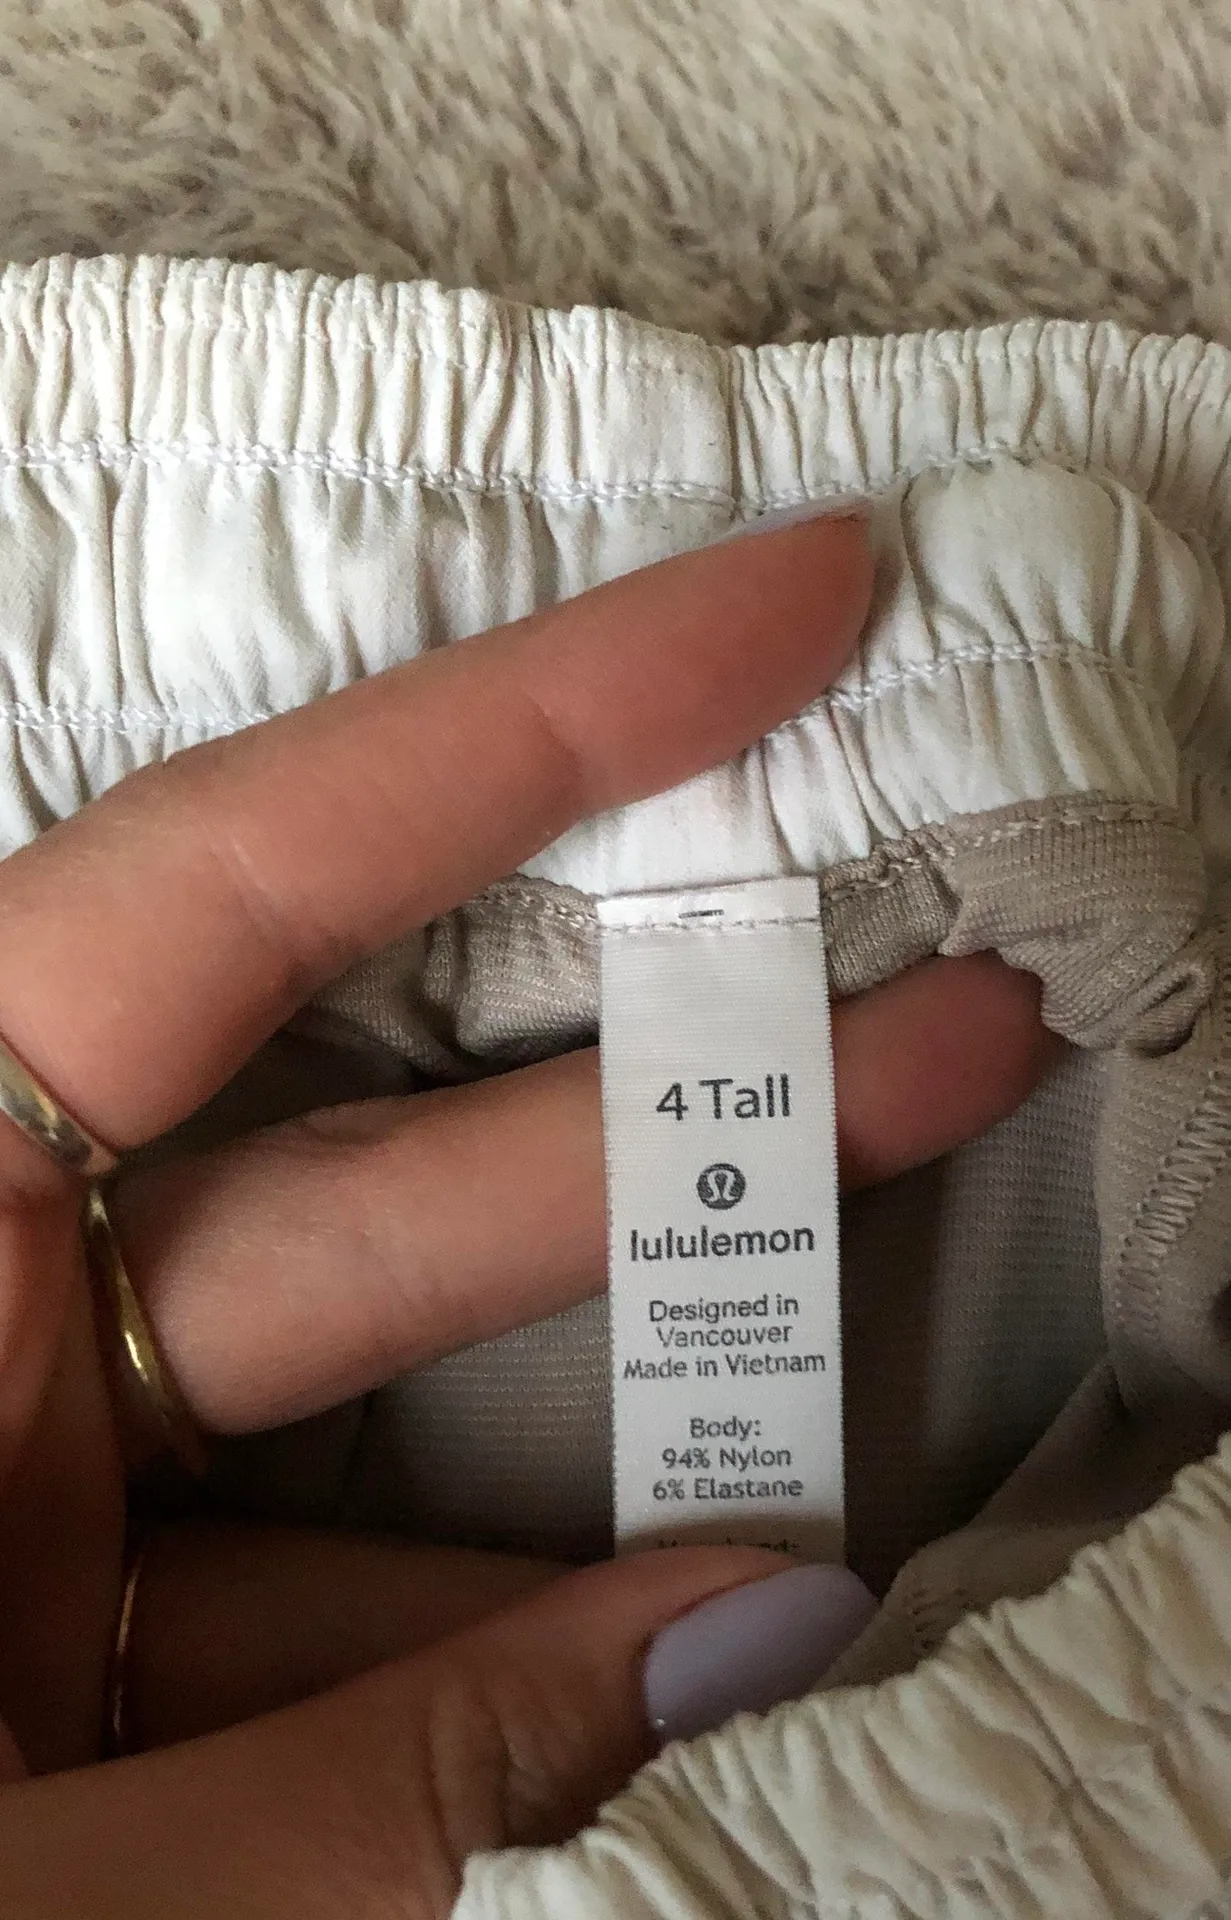 4 Tall
lululemon
Designed in
Vancouver
Made in Vietnam
Body:
94% Nylon
6% Elastane